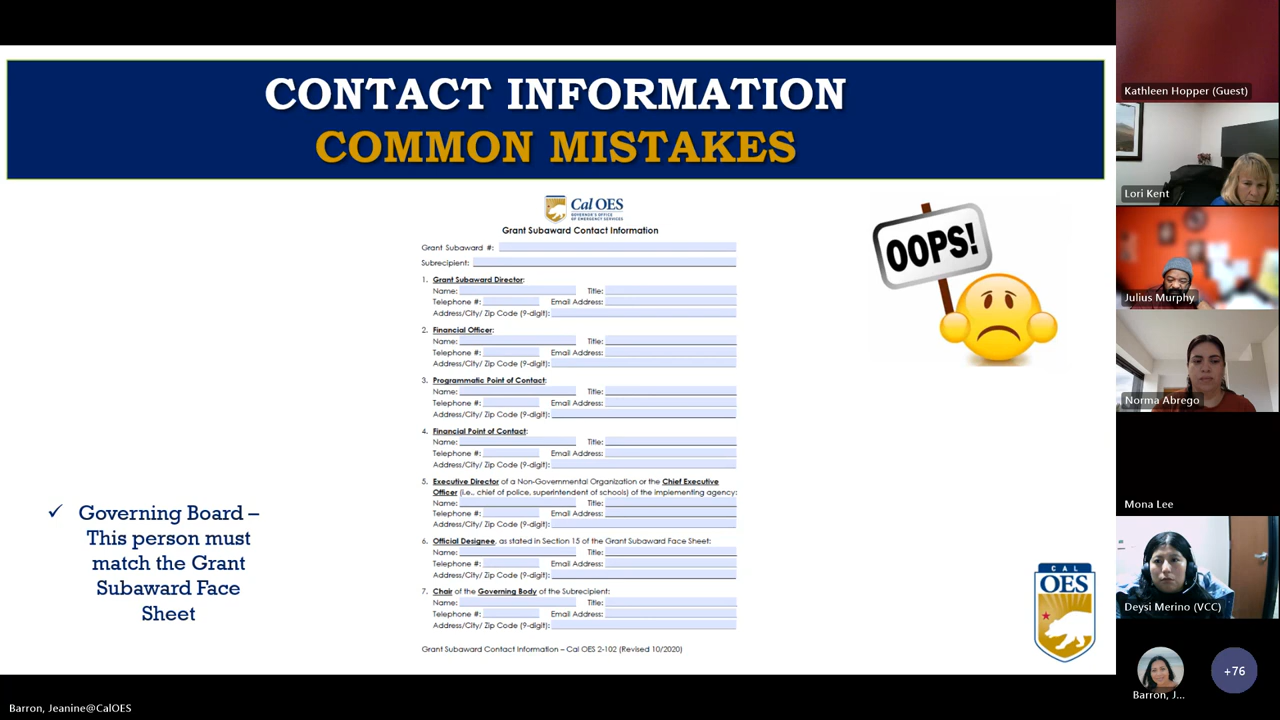 CONTACT INFORMATION
COMMON MISTAKES
Cal OES
GOVERNOR'S OFFICE
OF EMERGENCY SERVICES
Grant Subaward Contact Information
Grant Subaward #:
Subrecipient:
1. Grant Subaward Director:
Name: Title:
Telephone #: Email Address:
Address/City/ Zip Code (9-digit):
2. Financial Officer:
Name: Title:
Telephone #: Email Address:
Address/City/ Zip Code (9-digit):
3. Programmatic Point of Contact:
Name: Title:
Telephone #: Email Address:
Address/City/ Zip Code (9-digit):
4. Financial Point of Contact:
Name: Title:
Telephone #: Email Address:
Address/City/ Zip Code (9-digit):
5. Executive Director of a Non-Governmental Organization or the Chief Executive
Officer (i.e., chief of police, superintendent of schools) of the implementing agency:
Name: Title:
Telephone #: Email Address:
Address/City/ Zip Code (9-digit):
6. Official Designee, as stated in Section 15 of the Grant Subaward Face Sheet:
Name: Title:
Telephone #: Email Address:
Address/City/ Zip Code (9-digit):
7. Chair of the Governing Body of the Subrecipient:
Name: Title:
Telephone #: Email Address:
Address/City/ Zip Code (9-digit):
Grant Subaward Contact Information – Cal OES 2-102 (Revised 10/2020)
✓ Governing Board –
This person must
match the Grant
Subaward Face
Sheet
OOPS!
CAL
OES
Kathleen Hopper (Guest)
Lori Kent
Julius Murphy
Norma Abrego
Mona Lee
Deysi Merino (VCC)
Barron, J...
+76
Barron, Jeanine@CalOES